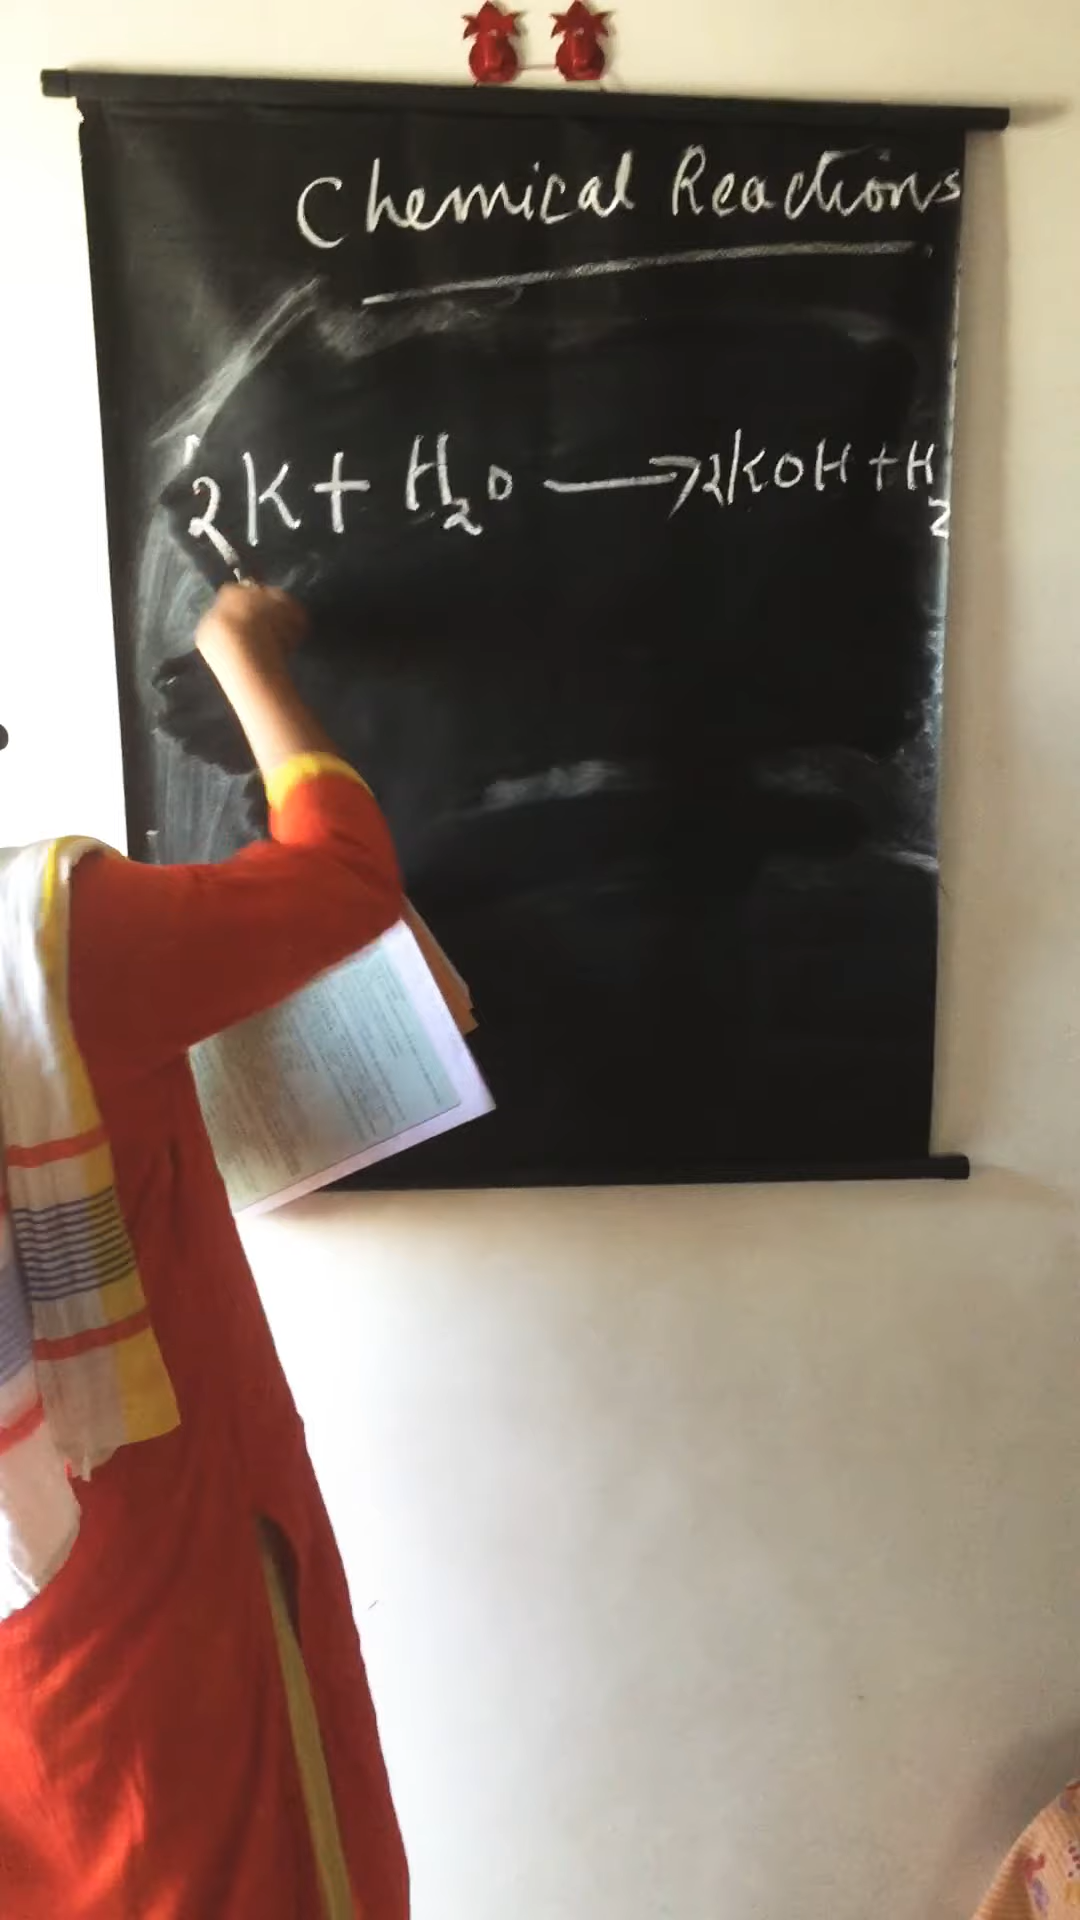 Chemical Reactions
2K + H₂O → 2KOH + H₂